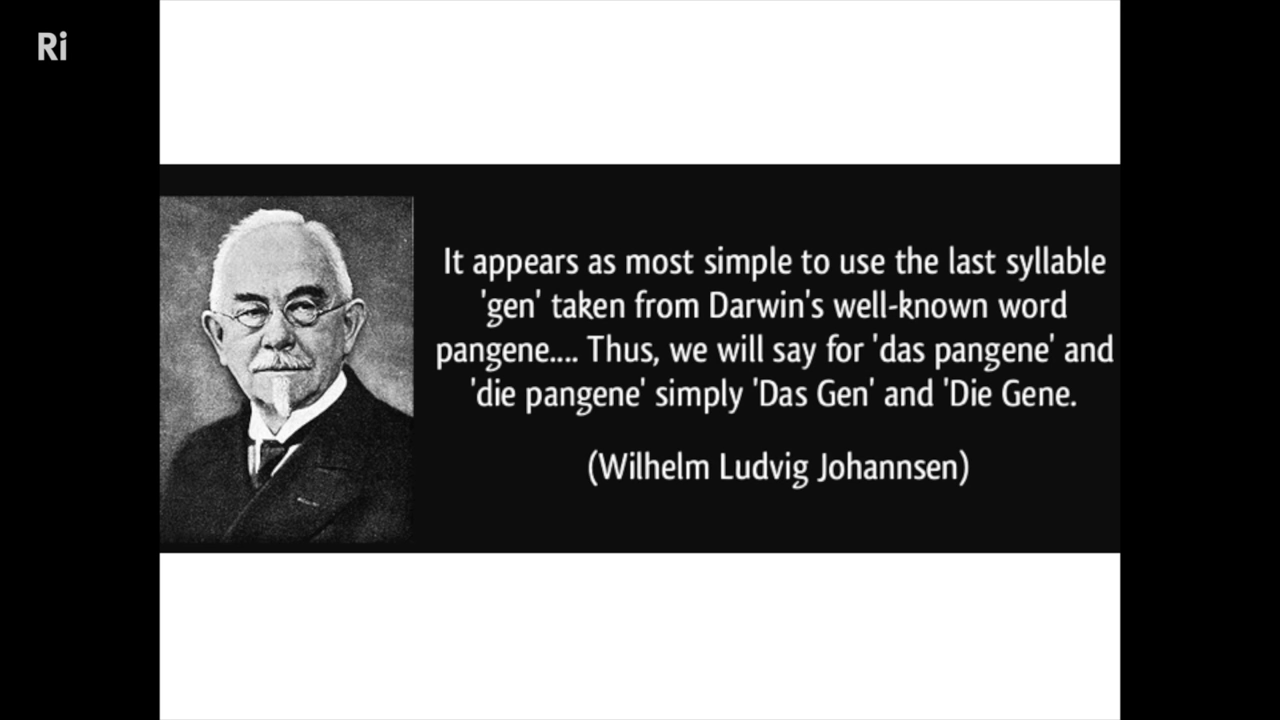 Ri
It appears as most simple to use the last syllable
'gen' taken from Darwin's well-known word
pangene.... Thus, we will say for 'das pangene' and
'die pangene' simply 'Das Gen' and 'Die Gene.
(Wilhelm Ludvig Johannsen)